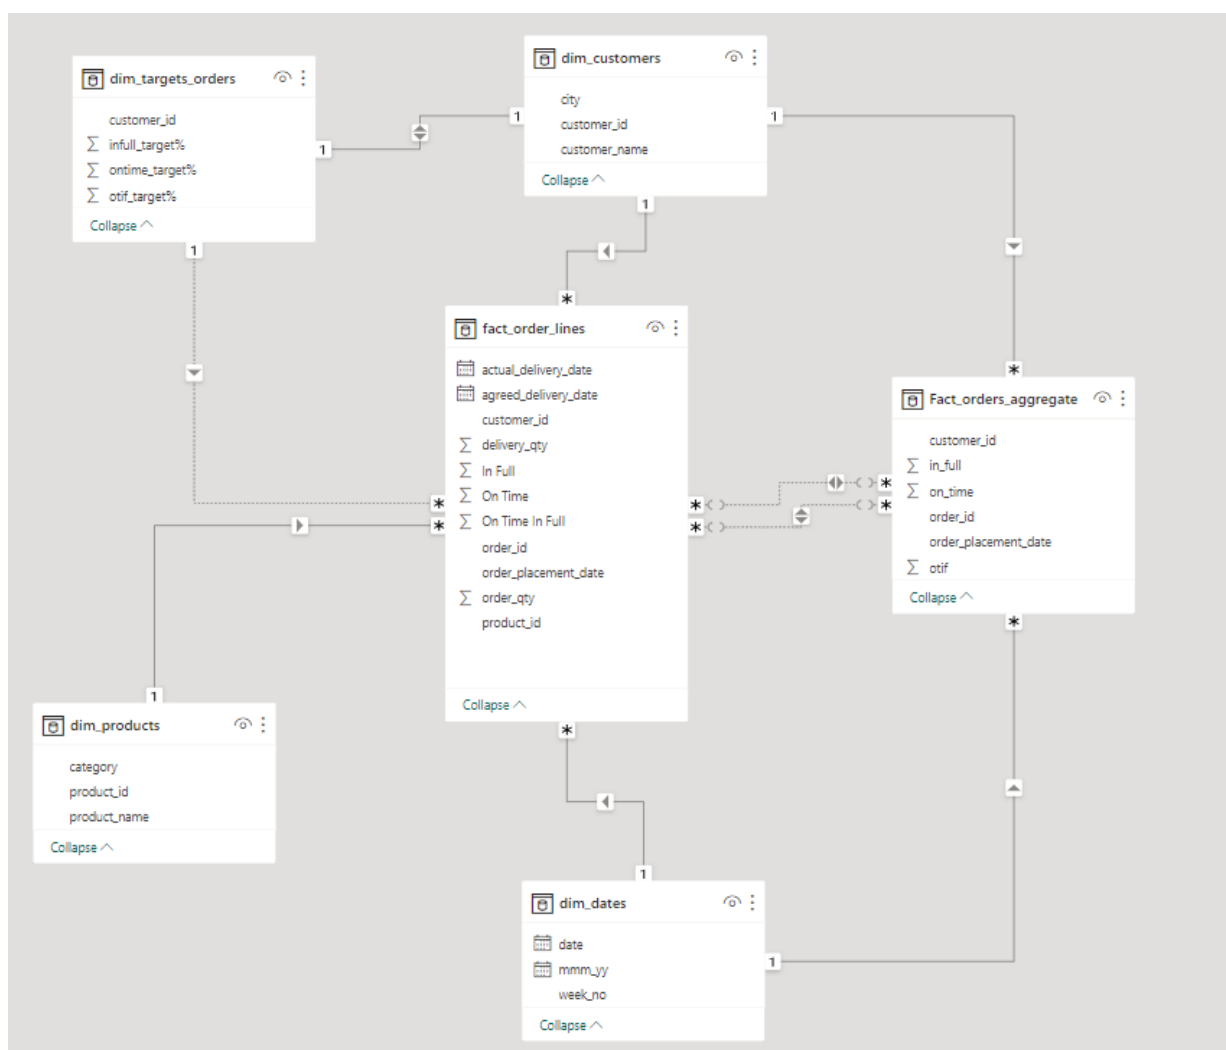 dim_targets_orders
customer_id
infull_target%
ontime_target%
otif_target%
Collapse
dim_customers
city
customer_id
customer_name
Collapse
1
1
1
1
1
*
fact_order_lines
actual_delivery_date
agreed_delivery_date
customer_id
delivery_qty
In Full
On Time
On Time In Full
order_id
order_placement_date
order_qty
product_id
Collapse
*
*
*
*
*
*
*
Fact_orders_aggregate
customer_id
in_full
on_time
order_id
order_placement_date
otif
Collapse
*
1
dim_products
category
product_id
product_name
Collapse
*
1
dim_dates
date
mmm_yy
week_no
Collapse
1